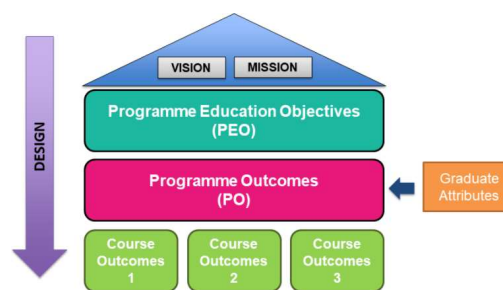 VISION
MISSION
Programme Education Objectives
(PEO)
DESIGN
Programme Outcomes
(PO)
Graduate
Attributes
Course
Outcomes
1
Course
Outcomes
2
Course
Outcomes
3